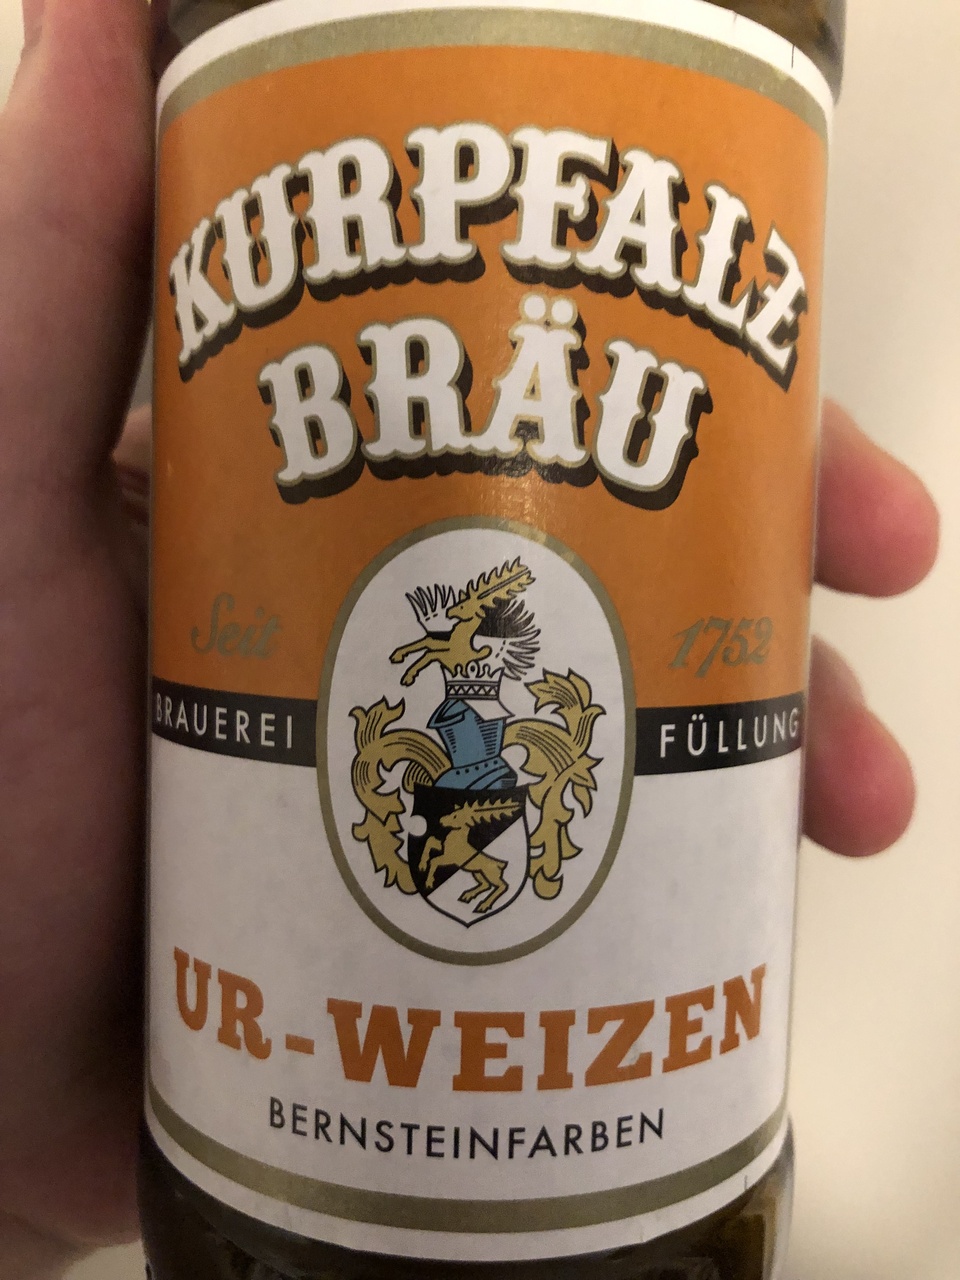 KURPFALZ
BRÄU
Seit 1752
BRAUEREI FÜLLUNG
UR-WEIZEN
BERNSTEINFARBEN